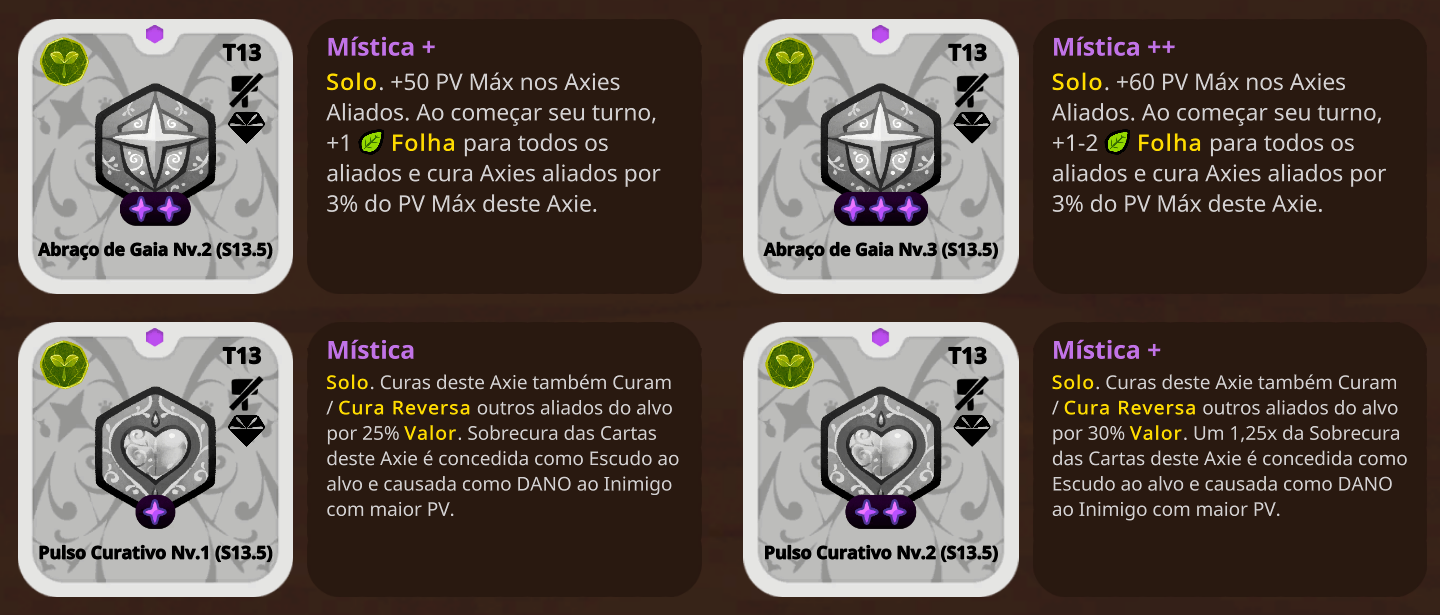 T13
Abraço de Gaia Nv.2 (S13.5)
Mística +
Solo. +50 PV Máx nos Axies
Aliados. Ao começar seu turno,
+1 Folha para todos os
aliados e cura Axies aliados por
3% do PV Máx deste Axie.
T13
Abraço de Gaia Nv.3 (S13.5)
Mística ++
Solo. +60 PV Máx nos Axies
Aliados. Ao começar seu turno,
+1-2 Folha para todos os
aliados e cura Axies aliados por
3% do PV Máx deste Axie.
T13
Pulso Curativo Nv.1 (S13.5)
Mística
Solo. Curas deste Axie também Curam
/ Cura Reversa outros aliados do alvo
por 25% Valor. Sobrecura das Cartas
deste Axie é concedida como Escudo ao
alvo e causada como DANO ao Inimigo
com maior PV.
T13
Pulso Curativo Nv.2 (S13.5)
Mística +
Solo. Curas deste Axie também Curam
/ Cura Reversa outros aliados do alvo
por 30% Valor. Um 1,25x da Sobrecura
das Cartas deste Axie é concedida como
Escudo ao alvo e causada como DANO
ao Inimigo com maior PV.